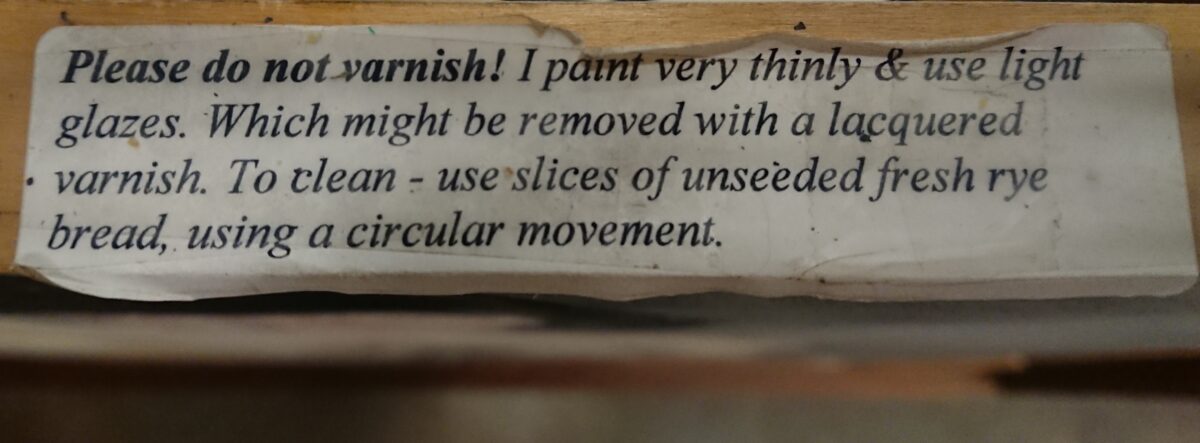 Please do not varnish! I paint very thinly & use light
glazes. Which might be removed with a lacquered
varnish. To clean - use slices of unseeded fresh rye
bread, using a circular movement.